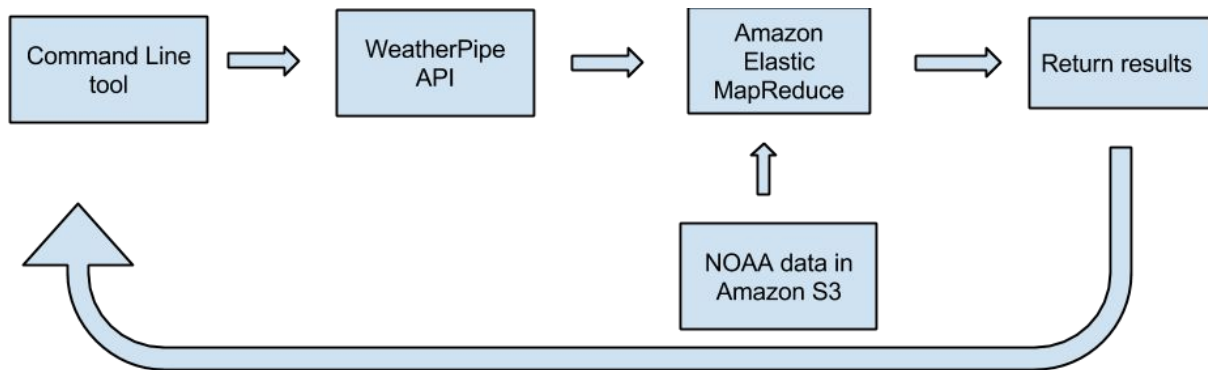 Command Line
tool
WeatherPipe
API
Amazon
Elastic
MapReduce
Return results
NOAA data in
Amazon S3